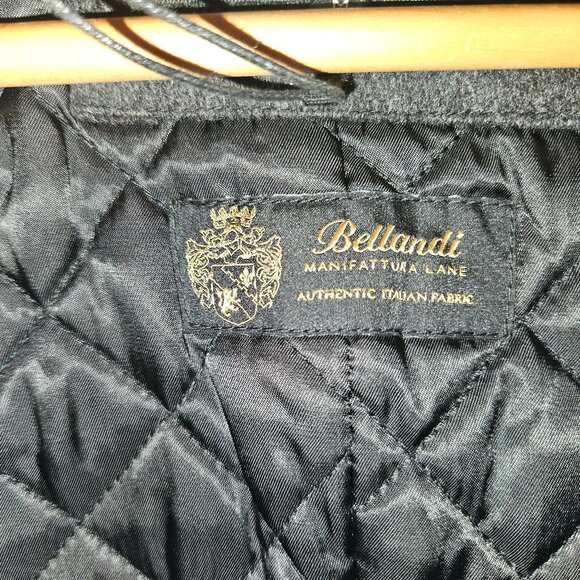 Bellandi
MANIFATTURA LANE
AUTHENTIC ITALIAN FABRIC